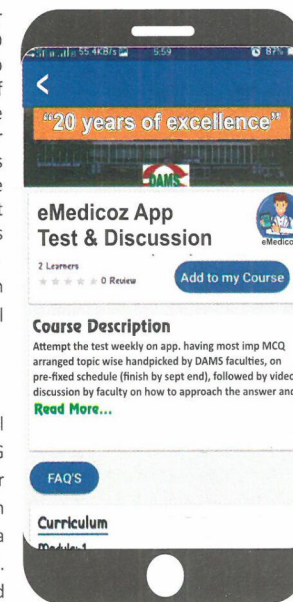 55.4KB/s 5:59 87%
<
“20 years of excellence”
DAMS
eMedicoz App
Test & Discussion
eMedico
2 Learners
0 Review
Add to my Course
Course Description
Attempt the test weekly on app. having most imp MCQ
arranged topic wise handpicked by DAMS faculties, on
pre-fixed schedule (finish by sept end), followed by video
discussion by faculty on how to approach the answer and
Read More...
FAQ'S
Curriculum
Module: 1